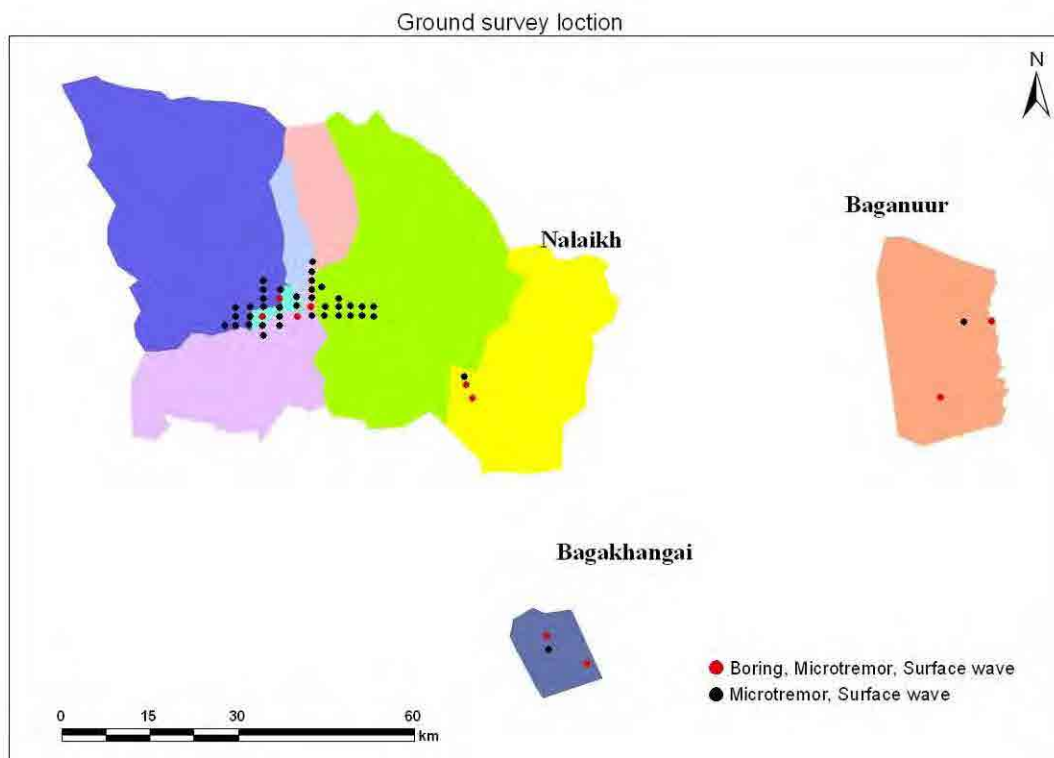 Ground survey loction
N
Baganuur
Nalaikh
Bagakhangai
Boring, Microtremor, Surface wave
Microtremor, Surface wave
0 15 30 60
km